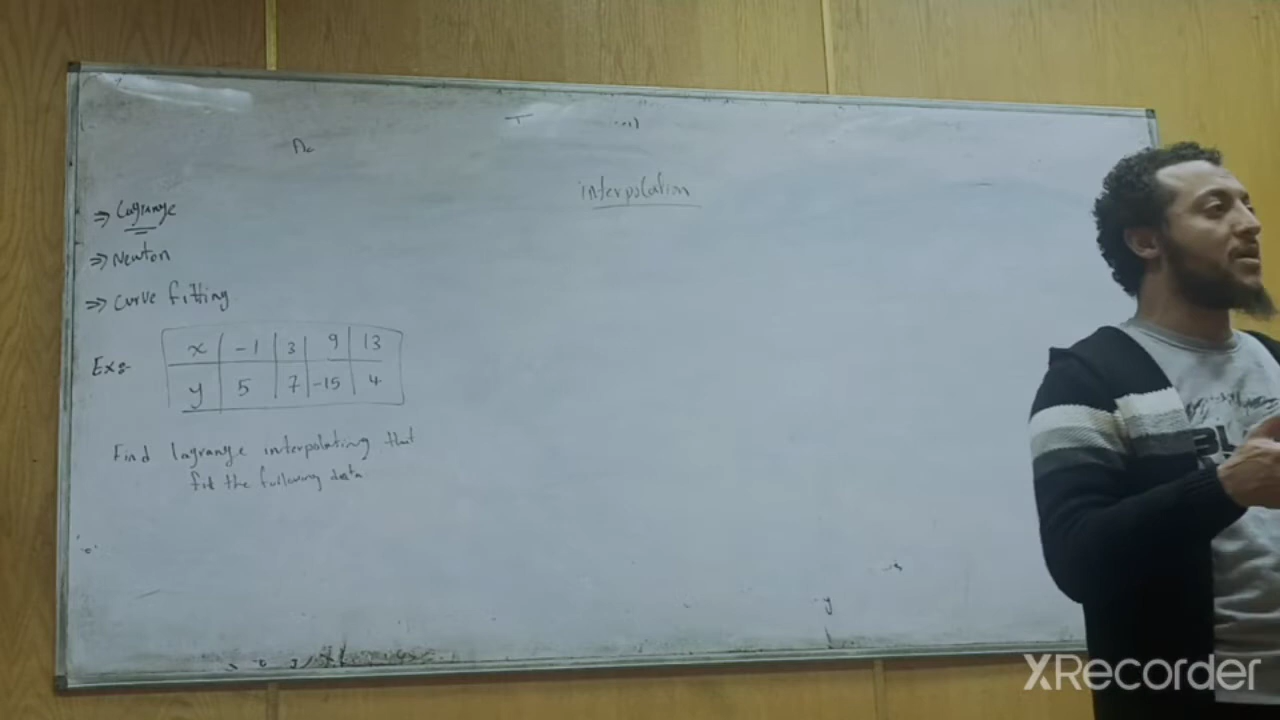 interpolation
⇒ Lagrange
⇒ Newton
⇒ Curve fitting
Ex:
x -1 3 9 13
y 5 7 -15 4
Find lagrange interpolating that
fit the following data
XRecorder